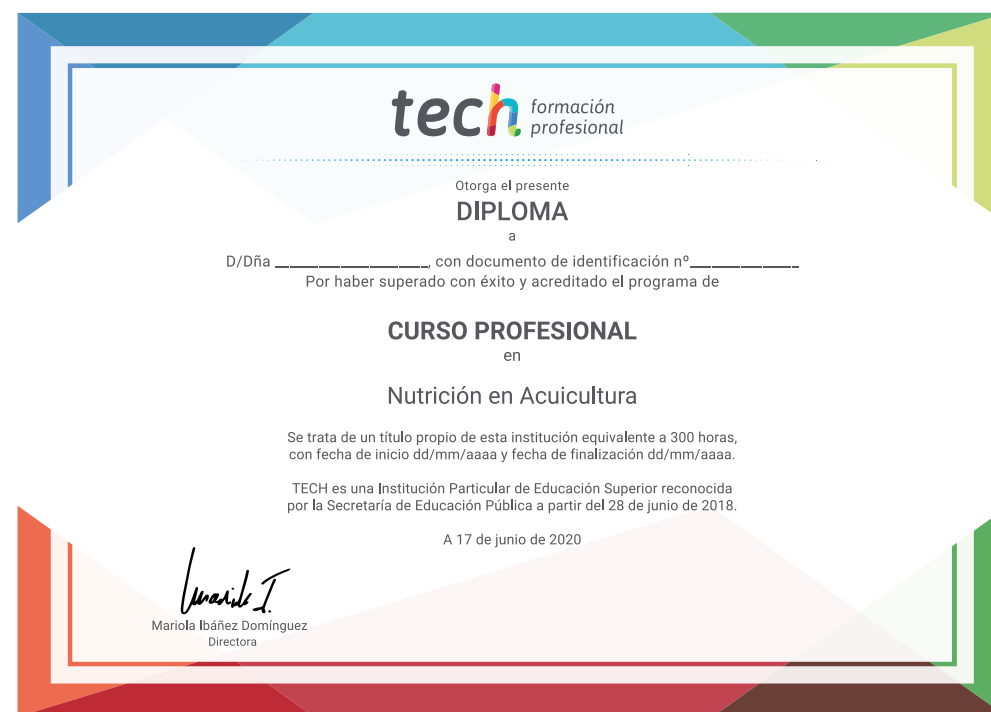 tech formación
profesional
Otorga el presente
DIPLOMA
a
D/Dña ____________________, con documento de identificación nº______________
Por haber superado con éxito y acreditado el programa de
CURSO PROFESIONAL
en
Nutrición en Acuicultura
Se trata de un título propio de esta institución equivalente a 300 horas,
con fecha de inicio dd/mm/aaaa y fecha de finalización dd/mm/aaaa.
TECH es una Institución Particular de Educación Superior reconocida
por la Secretaría de Educación Pública a partir del 28 de junio de 2018.
A 17 de junio de 2020
Mariola Ibáñez Domínguez
Directora